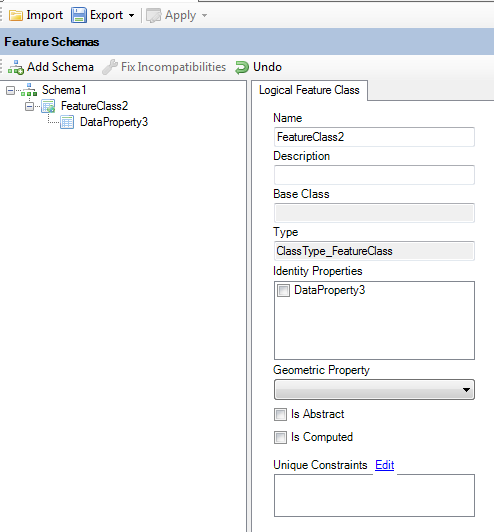 Import Export Apply
Feature Schemas
Add Schema Fix Incompatibilities Undo
Schema1
FeatureClass2
DataProperty3
Logical Feature Class
Name
FeatureClass2
Description
Base Class
Type
ClassType_FeatureClass
Identity Properties
DataProperty3
Geometric Property
Is Abstract
Is Computed
Unique Constraints Edit